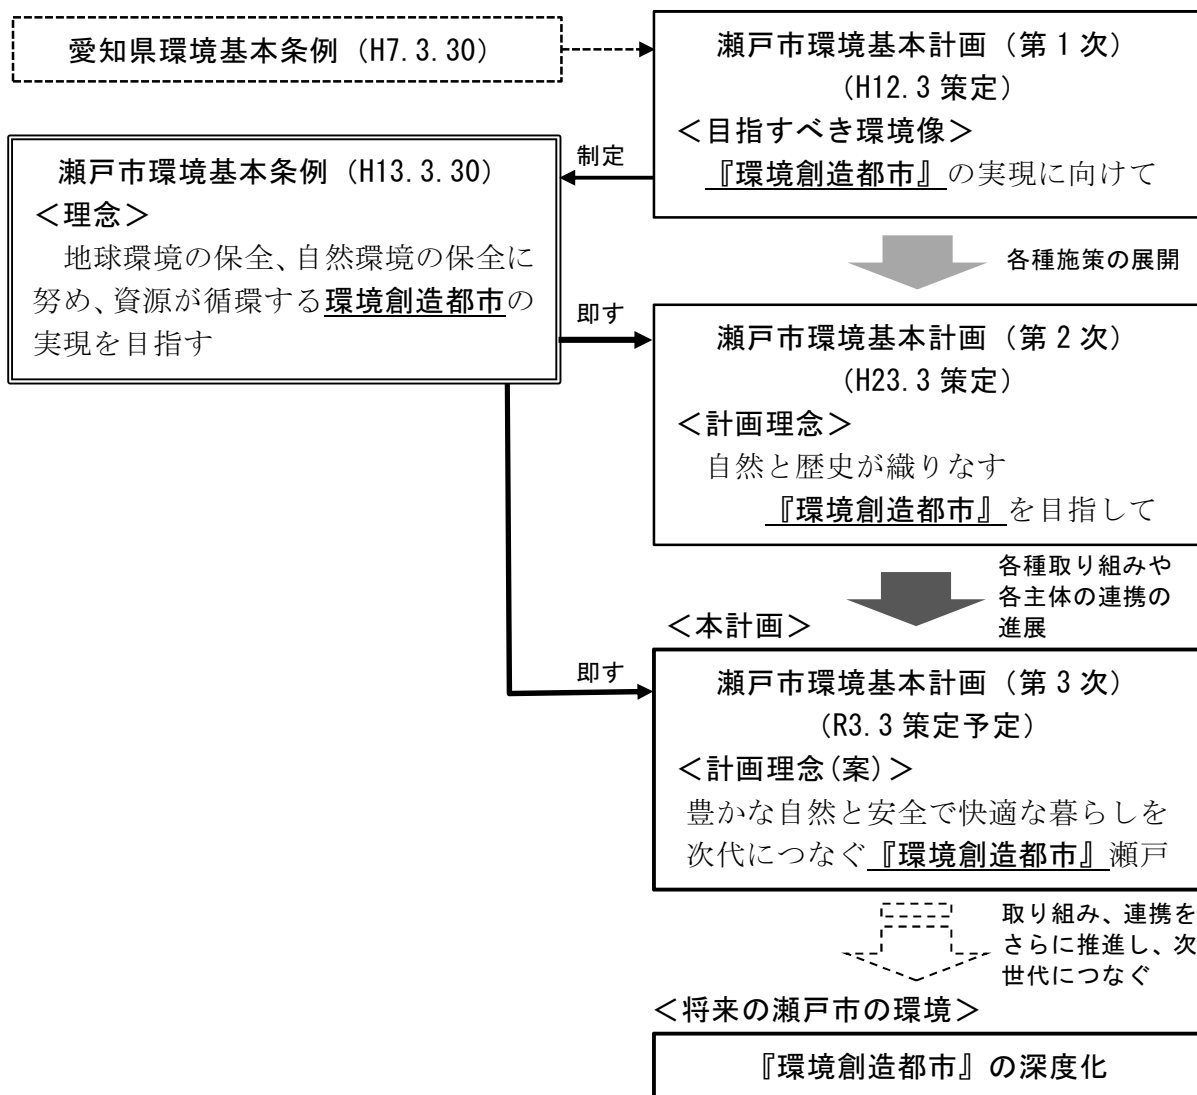 愛知県環境基本条例（H7.3.30）
瀬戸市環境基本計画（第１次）
（H12.3 策定）
＜目指すべき環境像＞
『環境創造都市』の実現に向けて
制定
瀬戸市環境基本条例（H13.3.30）
＜理念＞
地球環境の保全、自然環境の保全に
努め、資源が循環する環境創造都市の
実現を目指す
各種施策の展開
即す
瀬戸市環境基本計画（第２次）
（H23.3 策定）
＜計画理念＞
自然と歴史が織りなす
『環境創造都市』を目指して
各種取り組みや
各主体の連携の
進展
＜本計画＞
即す
瀬戸市環境基本計画（第３次）
（R3.3 策定予定）
＜計画理念(案)＞
豊かな自然と安全で快適な暮らしを
次代につなぐ『環境創造都市』瀬戸
取り組み、連携を
さらに推進し、次
世代につなぐ
＜将来の瀬戸市の環境＞
『環境創造都市』の深度化